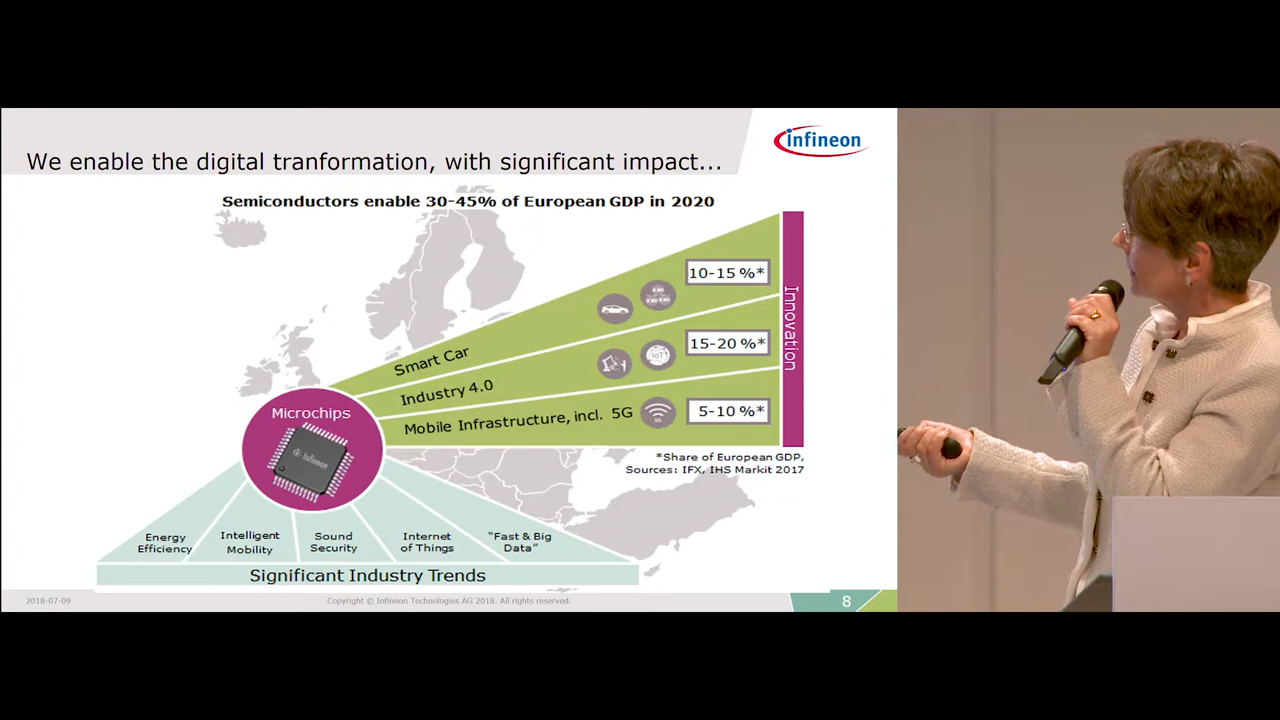 infineon
We enable the digital tranformation, with significant impact...
Semiconductors enable 30-45% of European GDP in 2020
10-15 %*
Smart Car
15-20 %*
IoT
Industry 4.0
5-10 %*
5G
Mobile Infrastructure, incl. 5G
Innovation
Microchips
Infineon
*Share of European GDP,
Sources: IFX, IHS Markit 2017
Energy
Efficiency
Intelligent
Mobility
Sound
Security
Internet
of Things
"Fast & Big
Data"
Significant Industry Trends
2018-07-09
Copyright © Infineon Technologies AG 2018. All rights reserved.
8